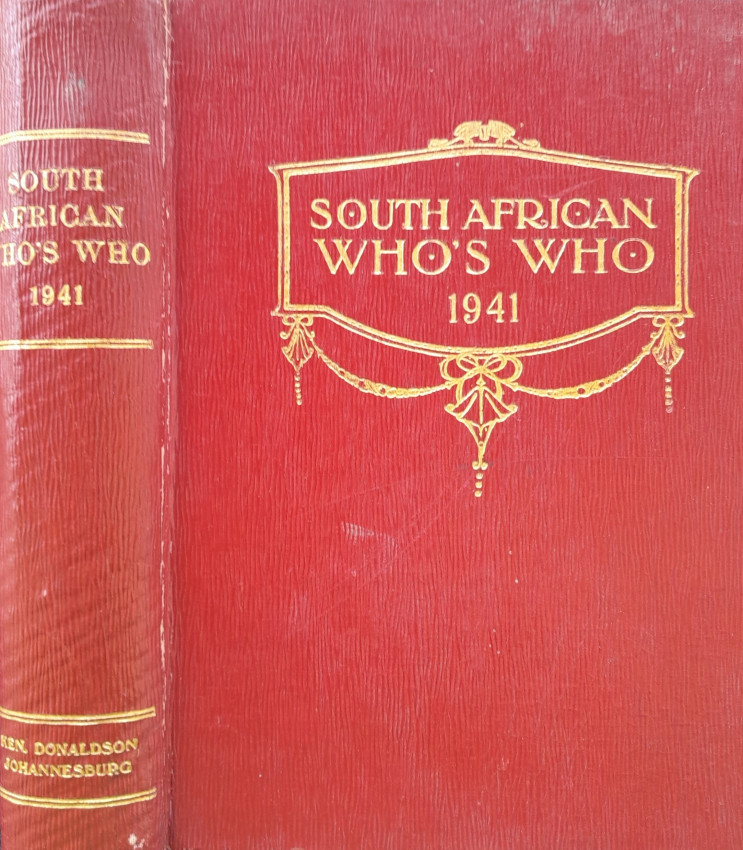 SOUTH
AFRICAN
WHO'S WHO
1941
KEN. DONALDSON
JOHANNESBURG
SOUTH AFRICAN
WHO'S WHO
1941